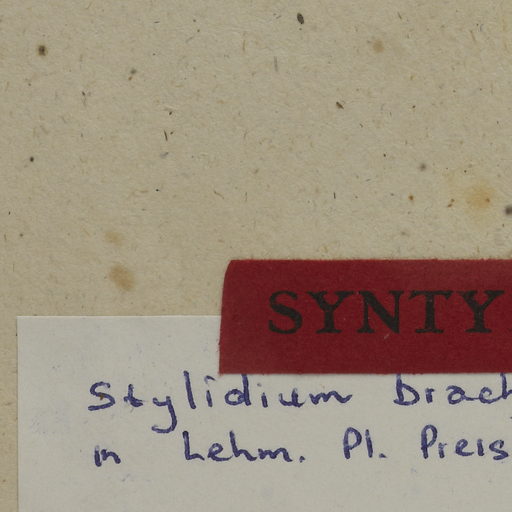 SYNTY
Stylidium brach
in Lehm. Pl. Preis